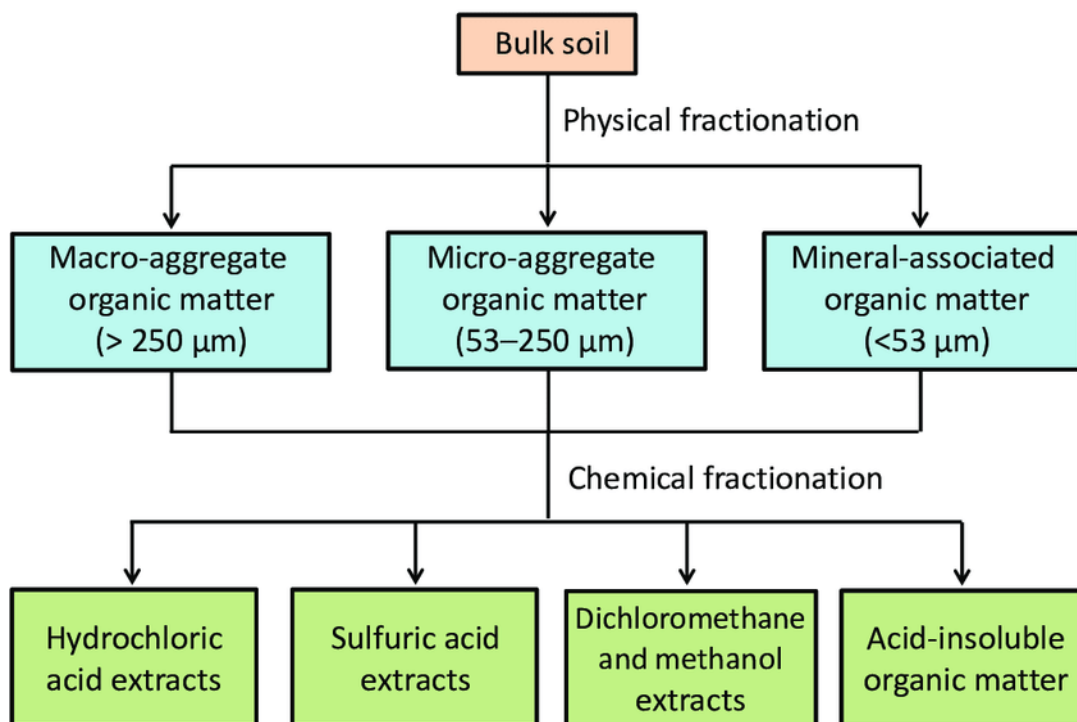 Bulk soil
Physical fractionation
Macro-aggregate
organic matter
(> 250 μm)
Micro-aggregate
organic matter
(53–250 μm)
Mineral-associated
organic matter
(<53 μm)
Chemical fractionation
Hydrochloric
acid extracts
Sulfuric acid
extracts
Dichloromethane
and methanol
extracts
Acid-insoluble
organic matter